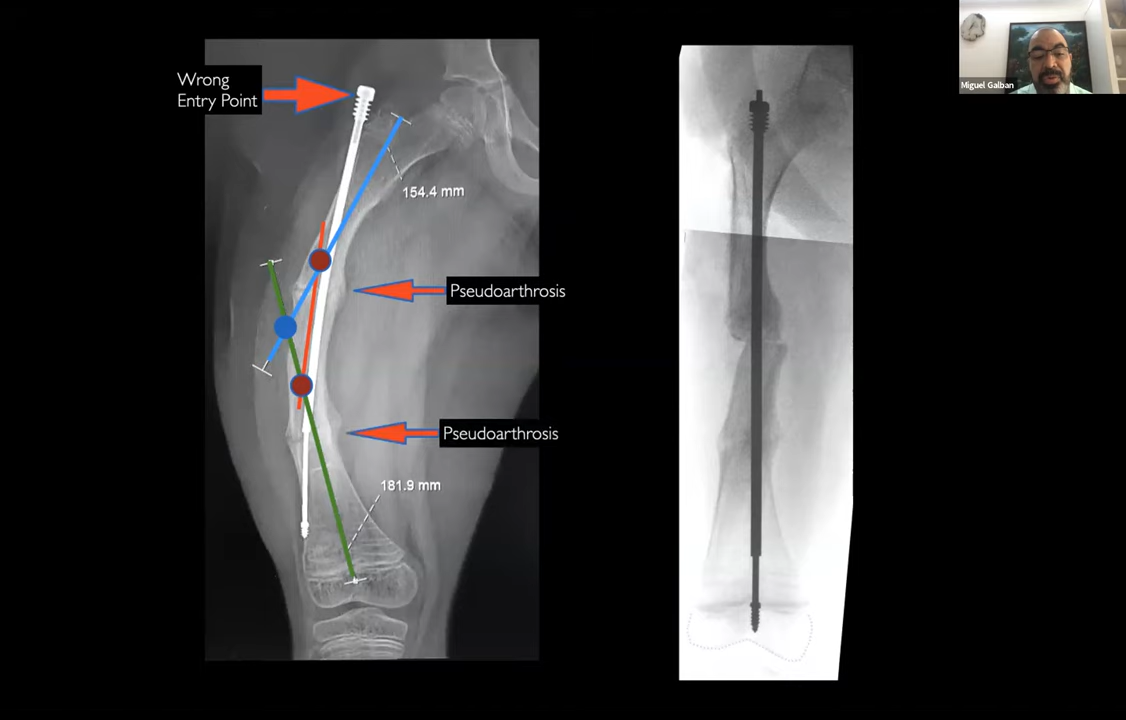 Miguel Galban
Wrong
Entry Point
154.4 mm
Pseudoarthrosis
Pseudoarthrosis
181.9 mm